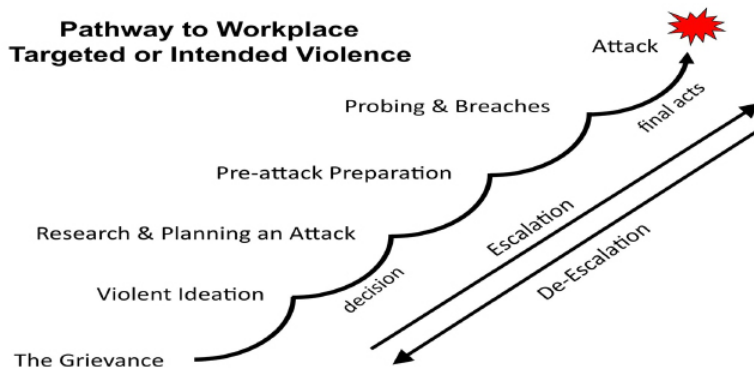 Pathway to Workplace
Targeted or Intended Violence
Attack
final acts
Probing & Breaches
Pre-attack Preparation
Research & Planning an Attack
decision
Violent Ideation
The Grievance
Escalation
De-Escalation